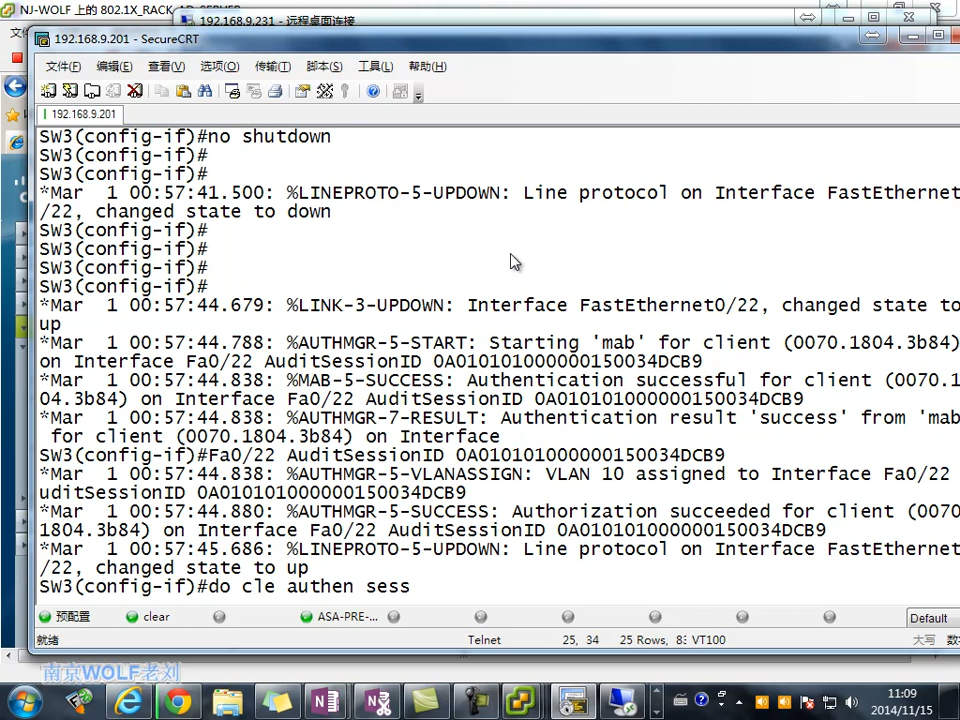 NJ-WOLF 上的 802.1X_RACK
192.168.9.231 - 远程桌面连接
192.168.9.201 - SecureCRT
文件(F) 编辑(E) 查看(V) 选项(O) 传输(T) 脚本(S) 工具(L) 帮助(H)
192.168.9.201
SW3(config-if)#no shutdown
SW3(config-if)#
SW3(config-if)#
*Mar  1 00:57:41.500: %LINEPROTO-5-UPDOWN: Line protocol on Interface FastEthernet
/22, changed state to down
SW3(config-if)#
SW3(config-if)#
SW3(config-if)#
SW3(config-if)#
*Mar  1 00:57:44.679: %LINK-3-UPDOWN: Interface FastEthernet0/22, changed state to
up
*Mar  1 00:57:44.788: %AUTHMGR-5-START: Starting 'mab' for client (0070.1804.3b84)
on Interface Fa0/22 AuditSessionID 0A010101000000150034DCB9
*Mar  1 00:57:44.838: %MAB-5-SUCCESS: Authentication successful for client (0070.1
04.3b84) on Interface Fa0/22 AuditSessionID 0A010101000000150034DCB9
*Mar  1 00:57:44.838: %AUTHMGR-7-RESULT: Authentication result 'success' from 'mab
for client (0070.1804.3b84) on Interface
SW3(config-if)#Fa0/22 AuditSessionID 0A010101000000150034DCB9
*Mar  1 00:57:44.838: %AUTHMGR-5-VLANASSIGN: VLAN 10 assigned to Interface Fa0/22
uditSessionID 0A010101000000150034DCB9
*Mar  1 00:57:44.880: %AUTHMGR-5-SUCCESS: Authorization succeeded for client (0070
1804.3b84) on Interface Fa0/22 AuditSessionID 0A010101000000150034DCB9
*Mar  1 00:57:45.686: %LINEPROTO-5-UPDOWN: Line protocol on Interface FastEthernet
/22, changed state to up
SW3(config-if)#do cle authen sess
预配置 clear ASA-PRE-... Default
就绪 Telnet 25, 34 25 Rows, 8 VT100 大写 数
南京WOLF老刘
11:09
2014/11/15